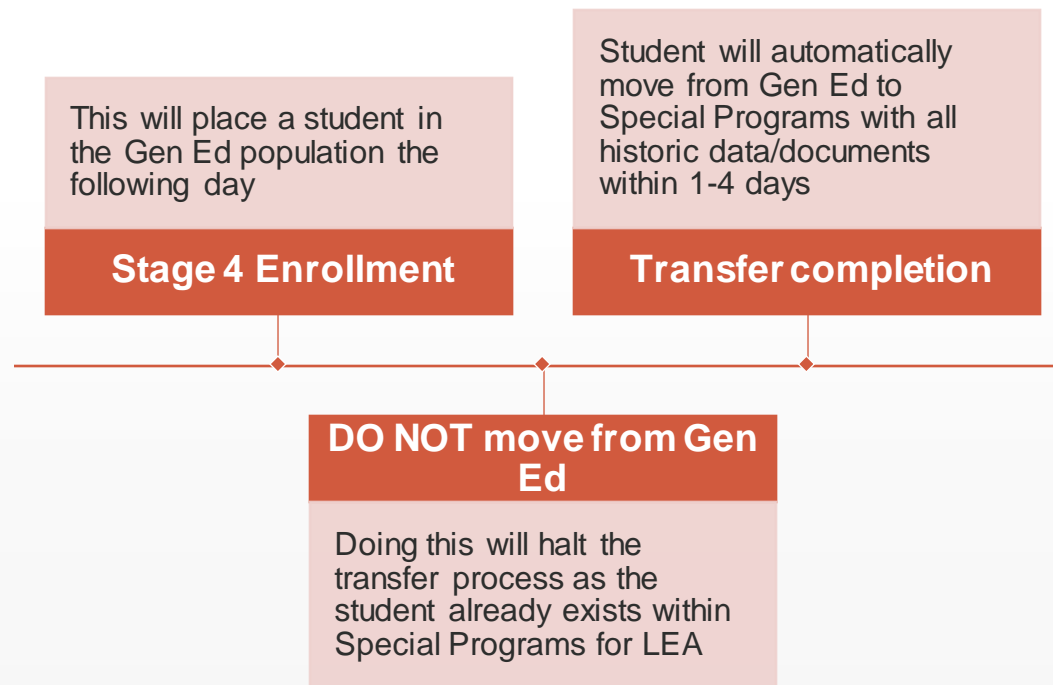 This will place a student in
the Gen Ed population the
following day
Stage 4 Enrollment
DO NOT move from Gen
Ed
Doing this will halt the
transfer process as the
student already exists within
Special Programs for LEA
Student will automatically
move from Gen Ed to
Special Programs with all
historic data/documents
within 1-4 days
Transfer completion